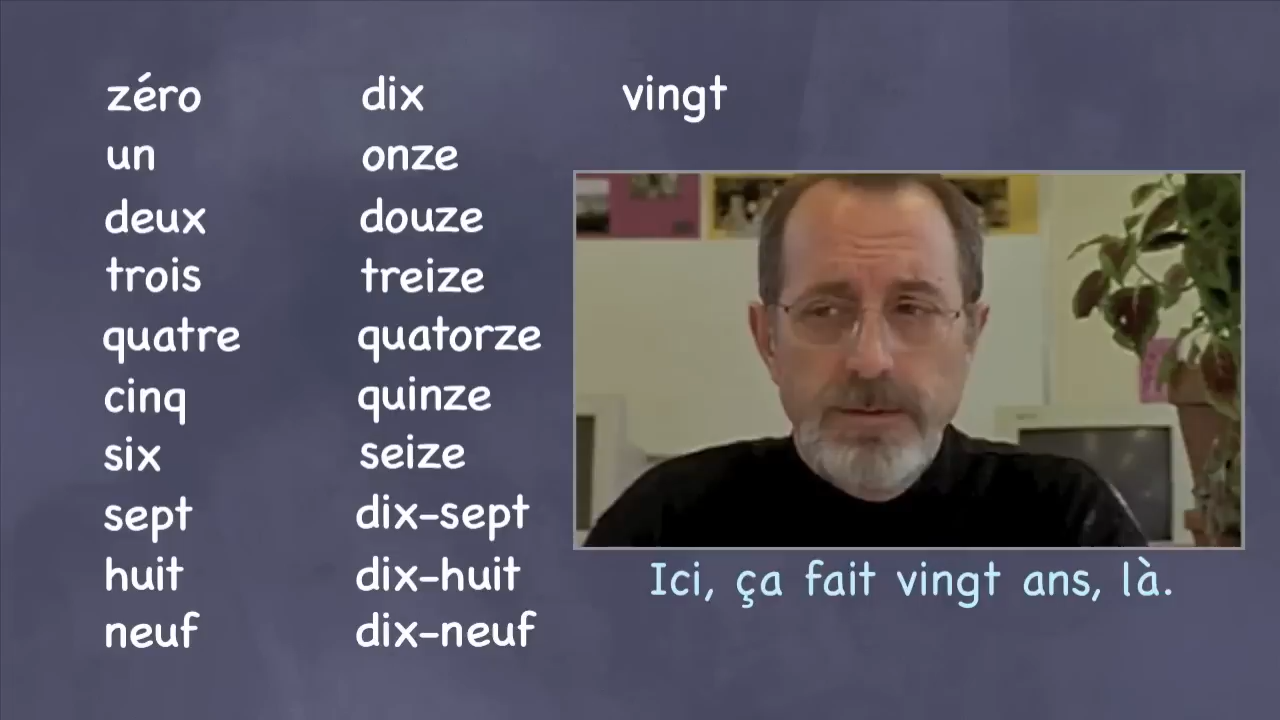 zéro
un
deux
trois
quatre
cinq
six
sept
huit
neuf
dix
onze
douze
treize
quatorze
quinze
seize
dix-sept
dix-huit
dix-neuf
vingt
Ici, ça fait vingt ans, là.